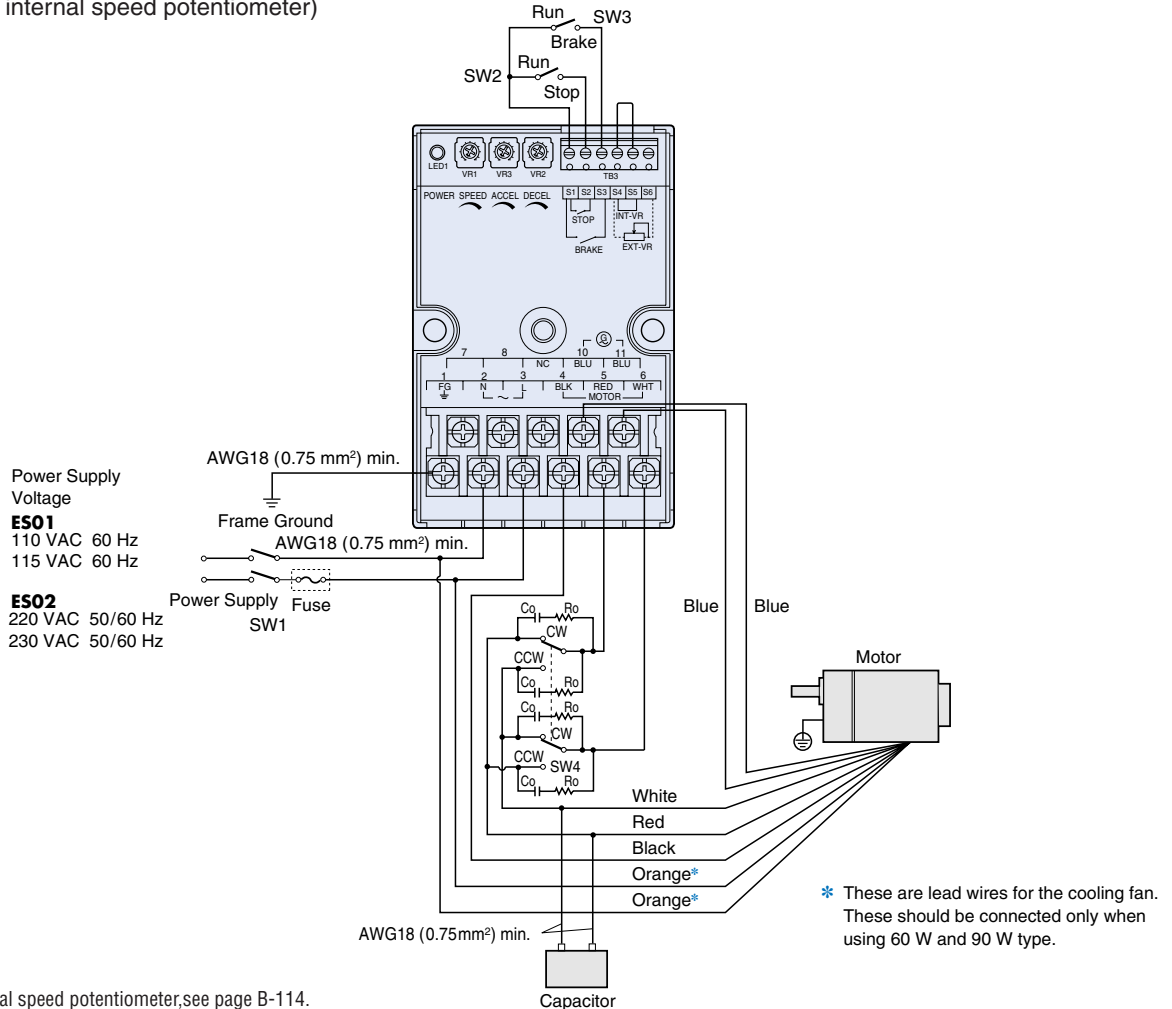 internal speed potentiometer)
Run
SW3
Brake
Run
SW2
Stop
LED1
VR1 VR3 VR2
TB3
POWER SPEED ACCEL DECEL
S1 S2 S3 S4 S5 S6
STOP
INT-VR
BRAKE
EXT-VR
G
7 8 NC 10 11
BLU BLU
1 2 3 4 5 6
FG N L BLK RED WHT
MOTOR
AWG18 (0.75 mm²) min.
Power Supply
Voltage
ES01
110 VAC 60 Hz
115 VAC 60 Hz
ES02
220 VAC 50/60 Hz
230 VAC 50/60 Hz
Frame Ground
AWG18 (0.75 mm²) min.
Power Supply
SW1
Fuse
Co Ro
CW
CCW
Co Ro
Co Ro
CW
CCW
SW4
Co Ro
Blue
Blue
Motor
White
Red
Black
Orange*
Orange*
* These are lead wires for the cooling fan.
These should be connected only when
using 60 W and 90 W type.
AWG18 (0.75mm²) min.
Capacitor
al speed potentiometer,see page B-114.